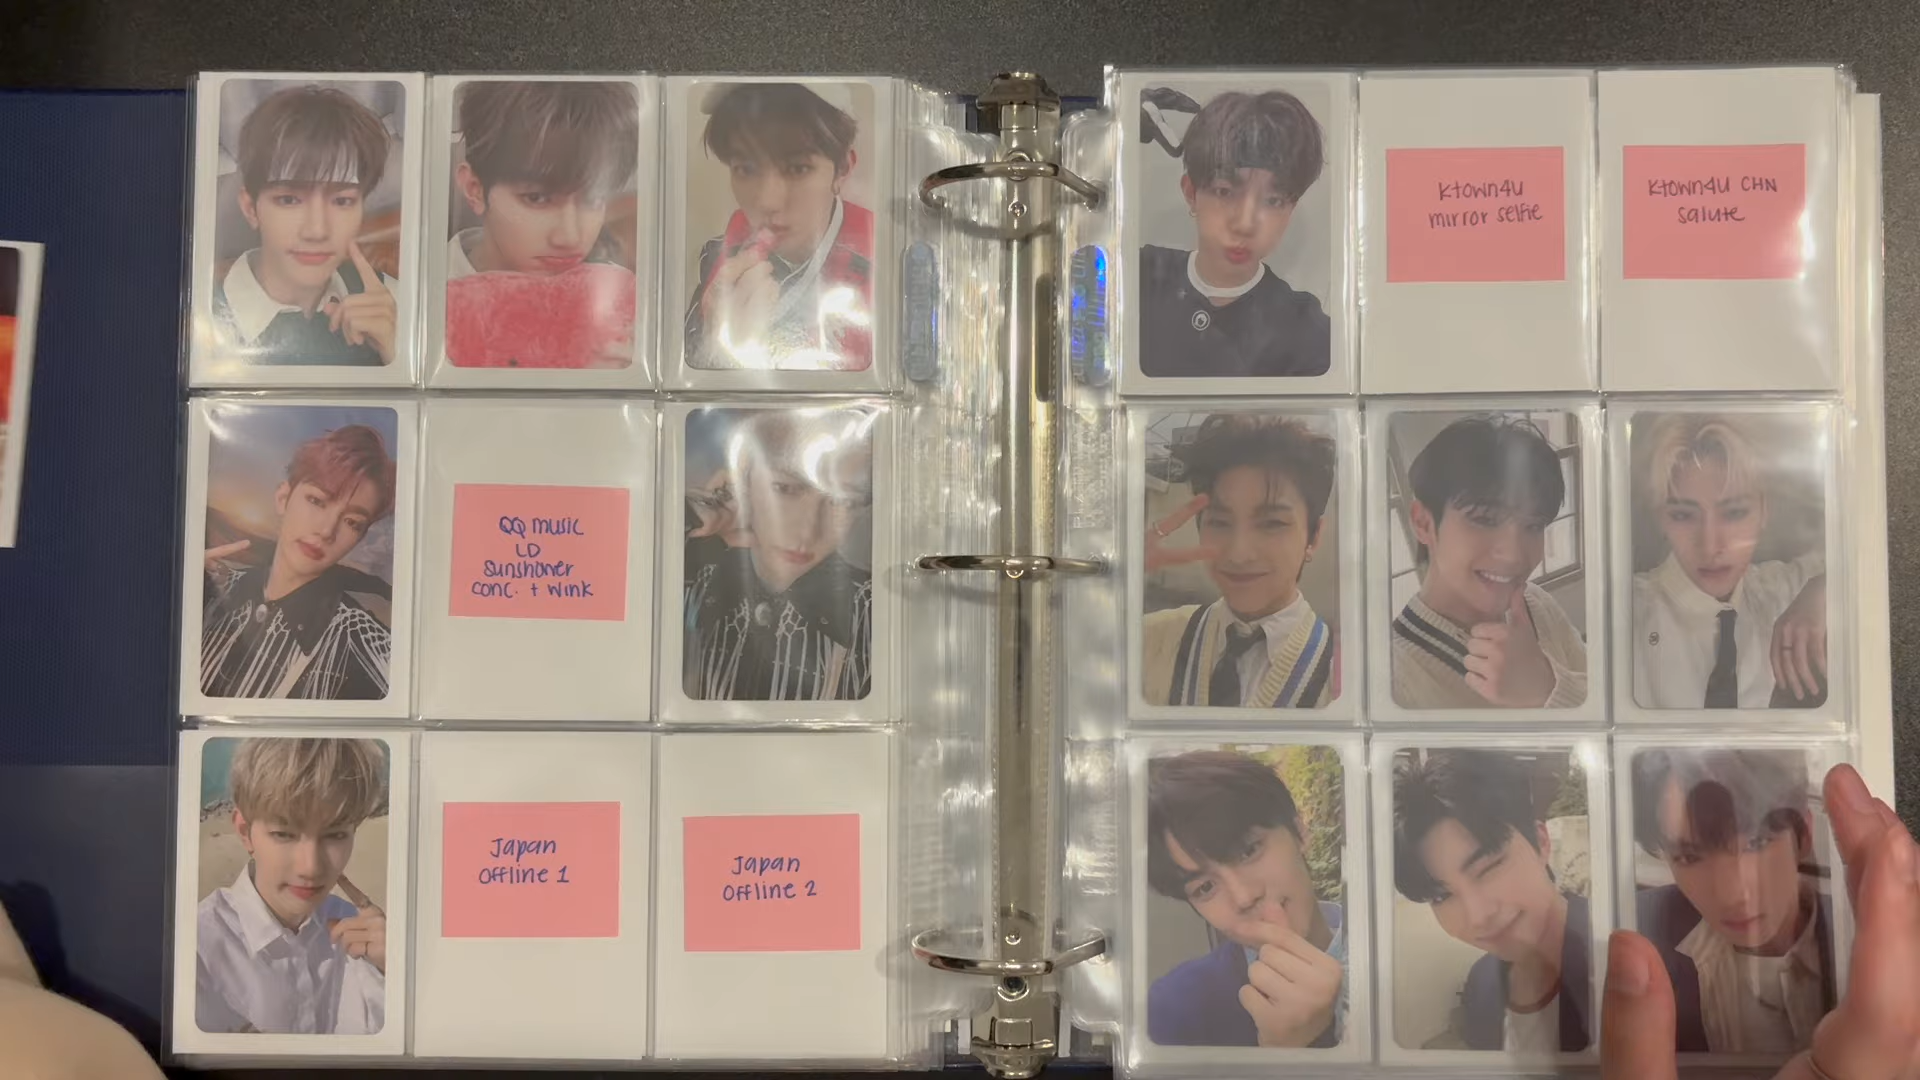 Ktown4u
mirror selfie
Ktown4u CHN
salute
QQ music
LD
Sunshower
conc. + wink
Japan
Offline 1
Japan
Offline 2